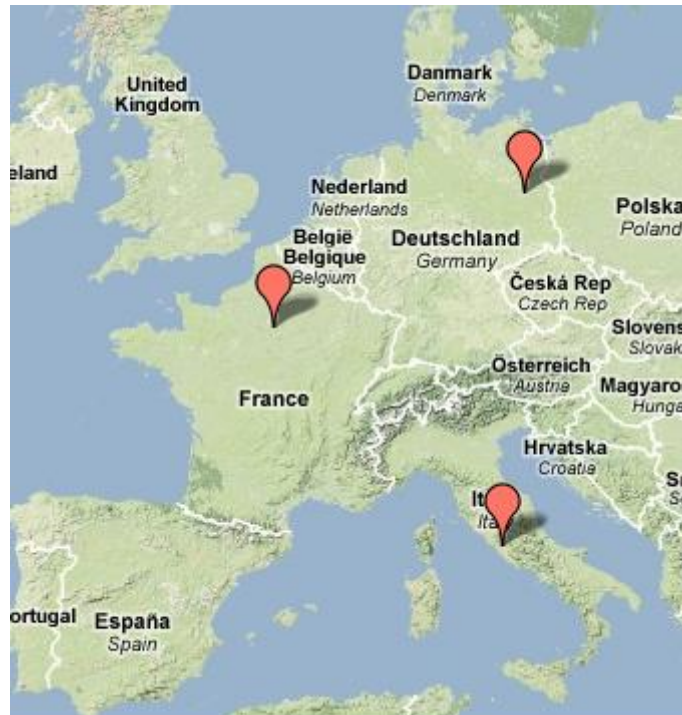 Danmark
Denmark
United
Kingdom
eland
Nederland
Netherlands
Polska
Poland
België
Belgique
Belgium
Deutschland
Germany
Česká Rep
Czech Rep
Slovens
Slovak
Österreich
Austria
Magyaro
Hunga
France
Hrvatska
Croatia
It
Ita
S
S
ortugal
España
Spain